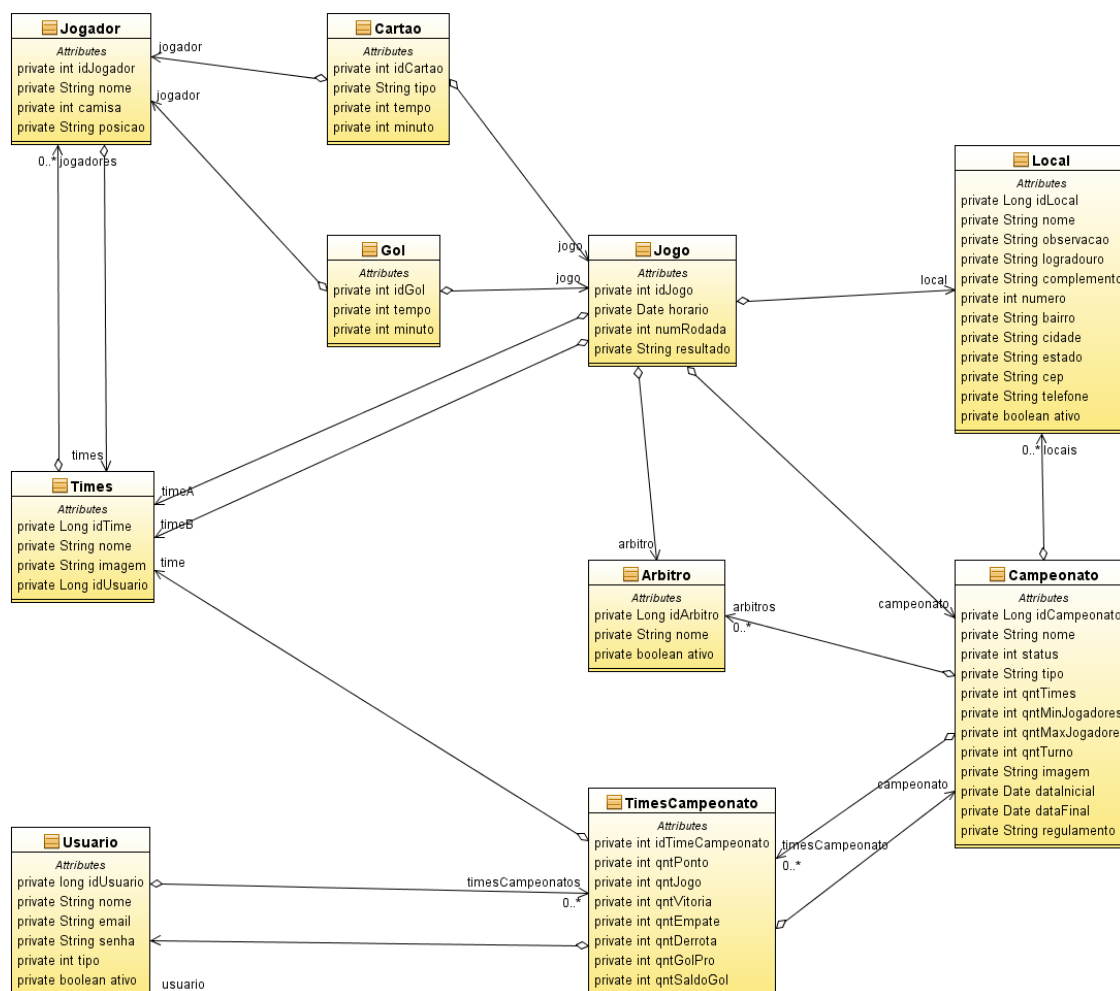 Jogador
Attributes
private int idJogador
private String nome
private int camisa
private String posicao
Cartao
Attributes
private int idCartao
private String tipo
private int tempo
private int minuto
jogador
jogador
0..* jogadores
Local
Attributes
private Long idLocal
private String nome
private String observacao
private String logradouro
private String complemento
private int numero
private String bairro
private String cidade
private String estado
private String cep
private String telefone
private boolean ativo
Gol
Attributes
private int idGol
private int tempo
private int minuto
jogo
jogo
Jogo
Attributes
private int idJogo
private Date horario
private int numRodada
private String resultado
local
times
0..* locais
Times
Attributes
private Long idTime
private String nome
private String imagem
private Long idUsuario
timeA
timeB
time
arbitro
Arbitro
Attributes
private Long idArbitro
private String nome
private boolean ativo
arbitros
0..*
campeonato
Campeonato
Attributes
private Long idCampeonato
private String nome
private int status
private String tipo
private int qntTimes
private int qntMinJogadores
private int qntMaxJogadore
private int qntTurno
private String imagem
private Date dataInicial
private Date dataFinal
private String regulamento
campeonato
timesCampeonato
0..*
Usuario
Attributes
private long idUsuario
private String nome
private String email
private String senha
private int tipo
private boolean ativo
timesCampeonatos
0..*
usuario
TimesCampeonato
Attributes
private int idTimeCampeonato
private int qntPonto
private int qntJogo
private int qntVitoria
private int qntEmpate
private int qntDerrota
private int qntGolPro
private int qntSaldoGol